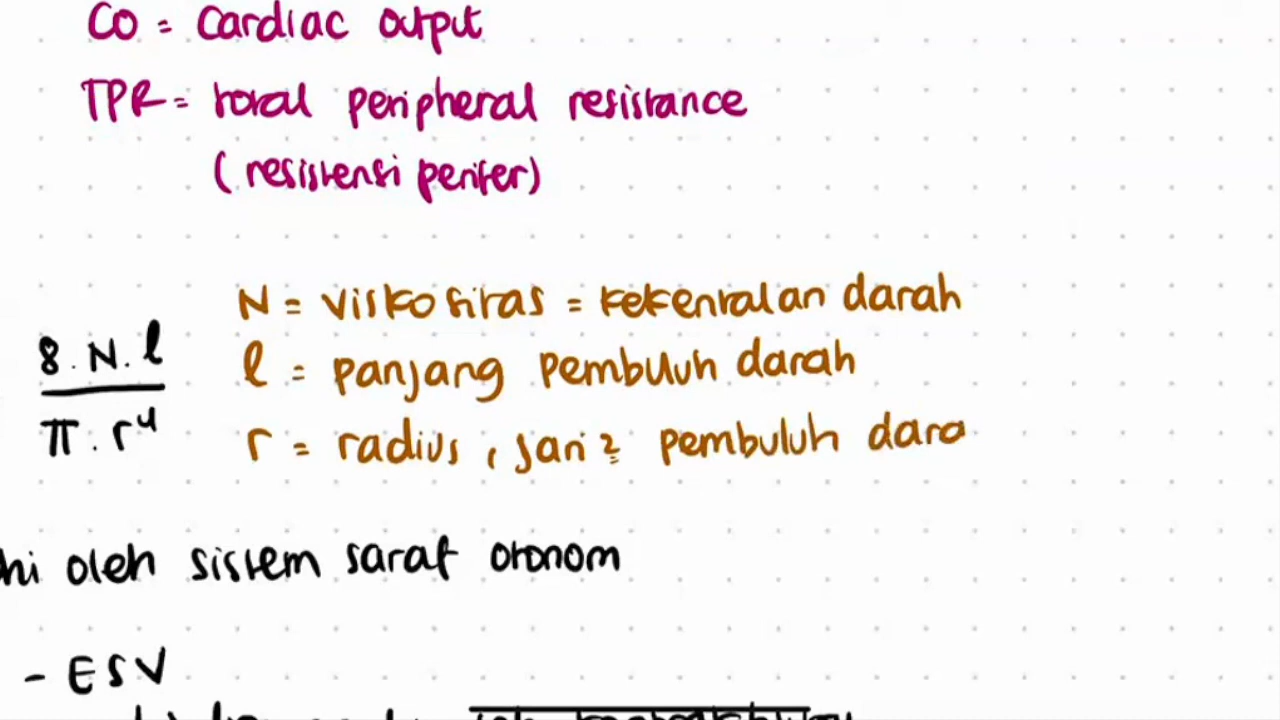 CO = Cardiac output
TPR = total peripheral resistance
(resistensi perifer)
N = viskositas = kekentalan darah
8 . N . l
l = panjang pembuluh darah
π . r⁴
r = radius, jari2 pembuluh dara
hi oleh sistem saraf otonom
- ESV